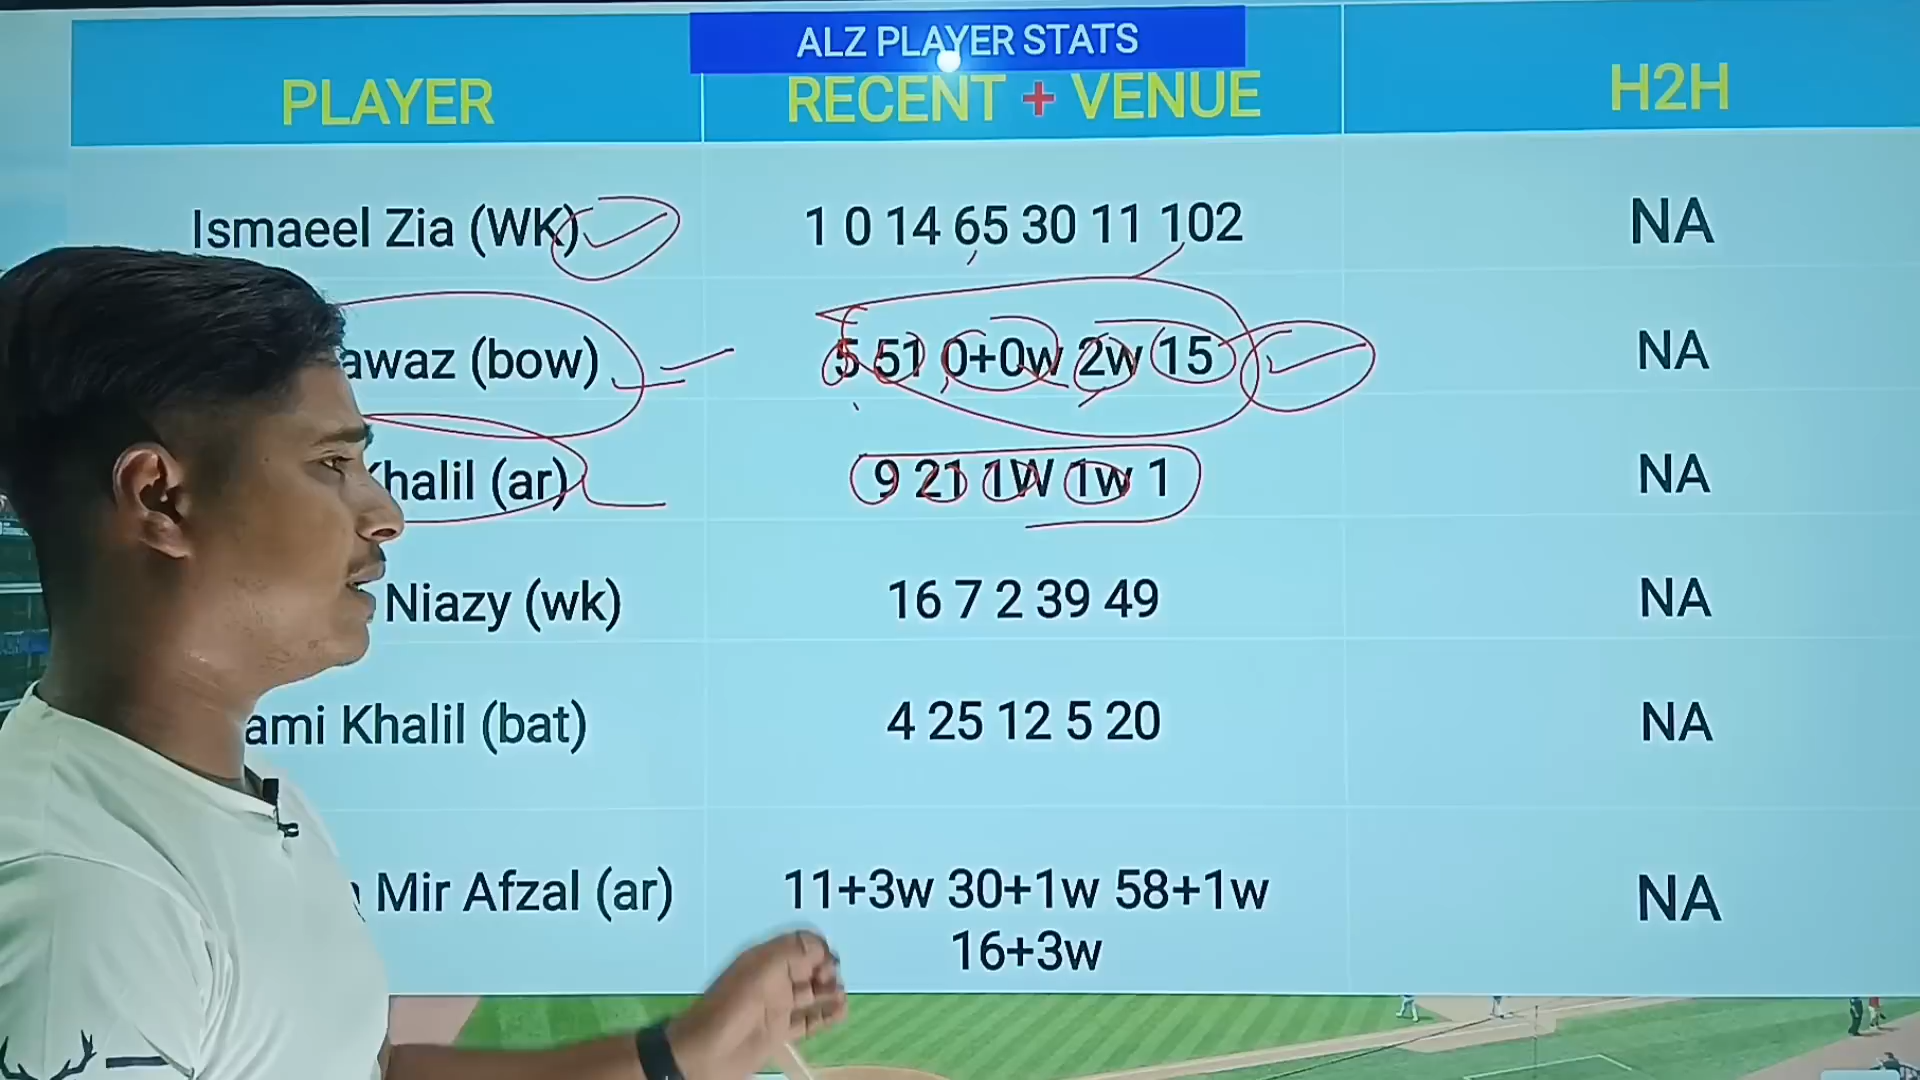 ALZ PLAYER STATS
PLAYER RECENT + VENUE H2H
Ismaeel Zia (WK) 1 0 14 65 30 11 102 NA
awaz (bow) 5 51 0+0w 2w 15 NA
Khalil (ar) 9 21 1W 1w 1 NA
Niazy (wk) 16 7 2 39 49 NA
ami Khalil (bat) 4 25 12 5 20 NA
Mir Afzal (ar) 11+3w 30+1w 58+1w NA
16+3w